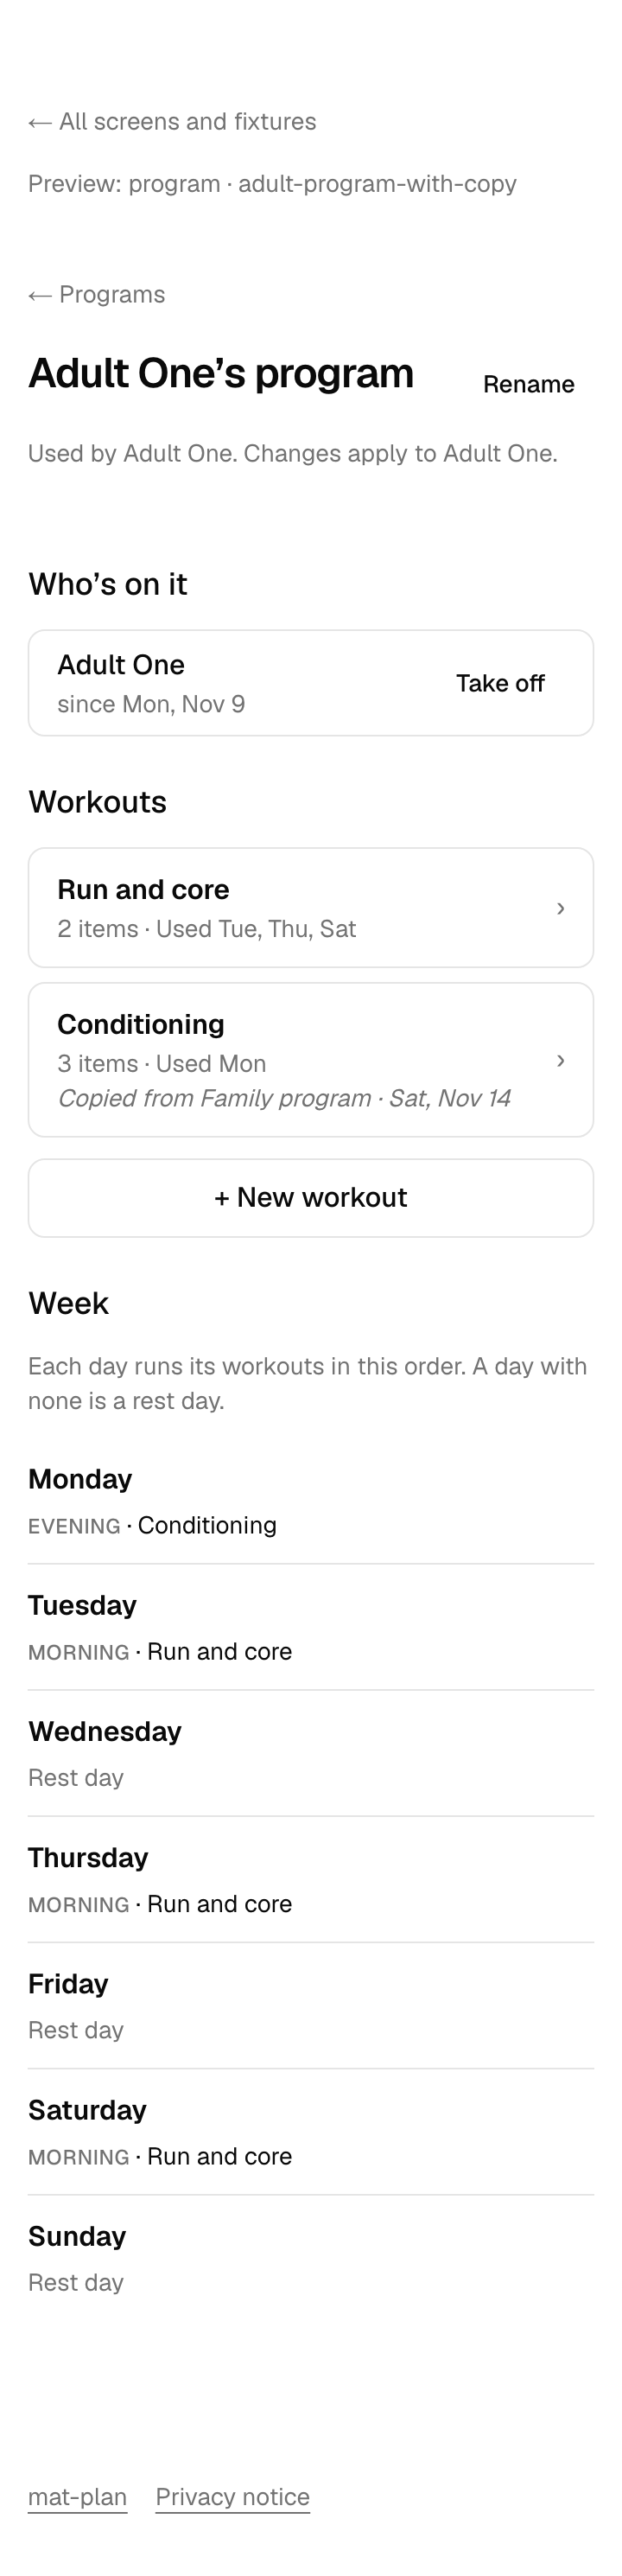 ← All screens and fixtures
Preview: program · adult-program-with-copy
← Programs
Adult One’s program
Rename
Used by Adult One. Changes apply to Adult One.
Who’s on it
Adult One
since Mon, Nov 9
Take off
Workouts
Run and core
2 items · Used Tue, Thu, Sat
›
Conditioning
3 items · Used Mon
Copied from Family program · Sat, Nov 14
›
+ New workout
Week
Each day runs its workouts in this order. A day with
none is a rest day.
Monday
EVENING · Conditioning
Tuesday
MORNING · Run and core
Wednesday
Rest day
Thursday
MORNING · Run and core
Friday
Rest day
Saturday
MORNING · Run and core
Sunday
Rest day
mat-plan Privacy notice